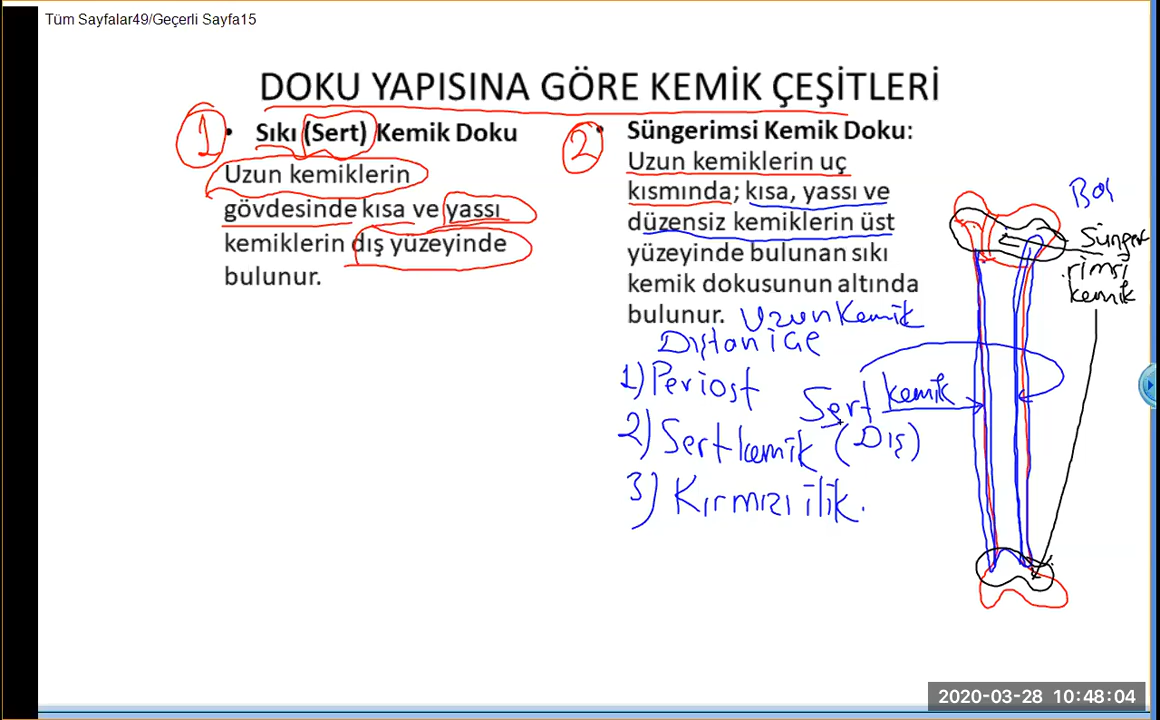 Tüm Sayfalar49/Geçerli Sayfa15
DOKU YAPISINA GÖRE KEMİK ÇEŞİTLERİ
1
• Sıkı (Sert) Kemik Doku
Uzun kemiklerin
gövdesinde kısa ve yassı
kemiklerin dış yüzeyinde
bulunur.
2
• Süngerimsi Kemik Doku:
Uzun kemiklerin uç
kısmında; kısa, yassı ve
düzensiz kemiklerin üst
yüzeyinde bulunan sıkı
kemik dokusunun altında
bulunur.
Uzun Kemik
Dıştan içe
1) Periost
2) Sert kemik (Dış)
3) Kırmızı ilik.
Sert kemik
Baş
Sünger
rimsi
kemik
2020-03-28 10:48:04